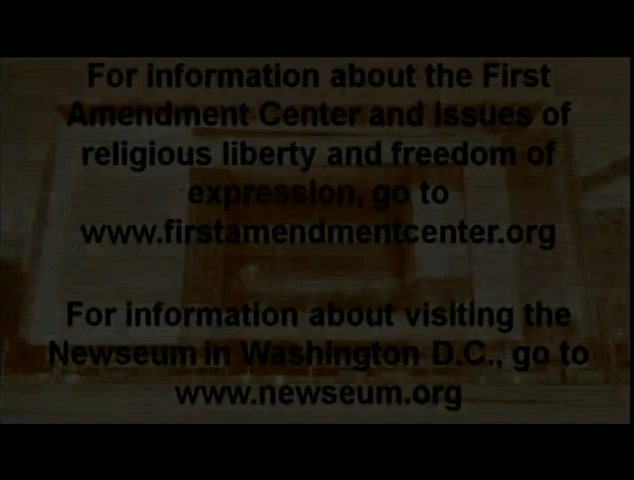 For information about the First
Amendment Center and issues of
religious liberty and freedom of
expression, go to
www.firstamendmentcenter.org
For information about visiting the
Newseum in Washington D.C., go to
www.newseum.org